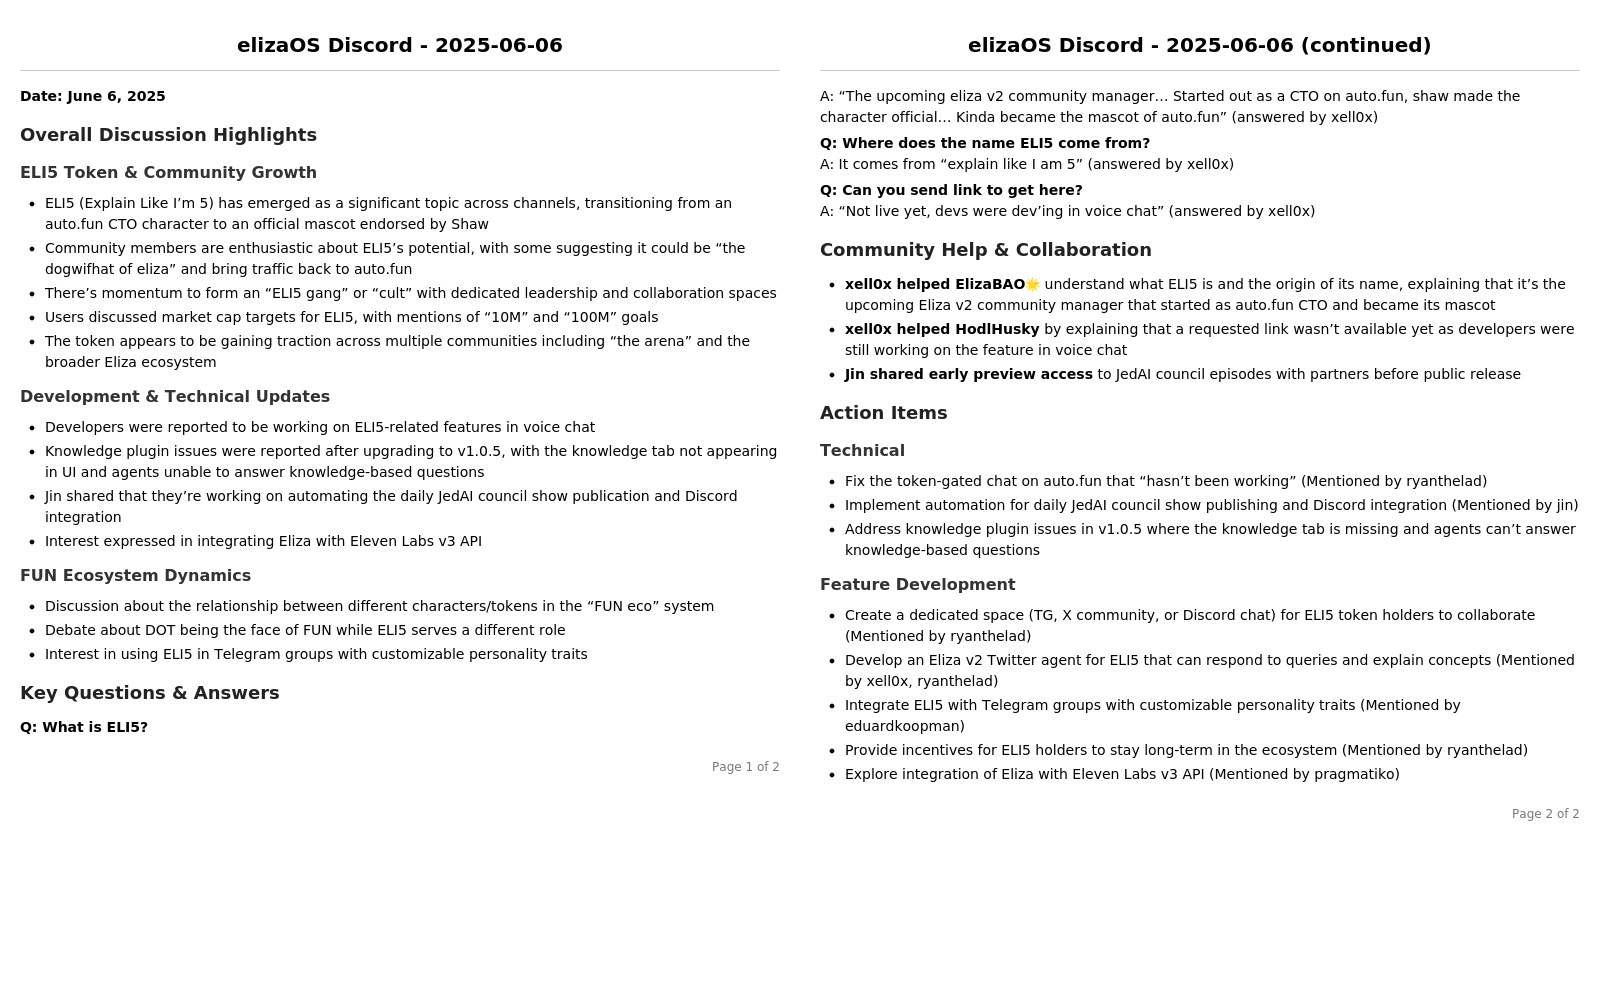 elizaOS Discord - 2025-06-06
Date: June 6, 2025
Overall Discussion Highlights
ELI5 Token & Community Growth
• ELI5 (Explain Like I’m 5) has emerged as a significant topic across channels, transitioning from an
auto.fun CTO character to an official mascot endorsed by Shaw
• Community members are enthusiastic about ELI5’s potential, with some suggesting it could be “the
dogwifhat of eliza” and bring traffic back to auto.fun
• There’s momentum to form an “ELI5 gang” or “cult” with dedicated leadership and collaboration spaces
• Users discussed market cap targets for ELI5, with mentions of “10M” and “100M” goals
• The token appears to be gaining traction across multiple communities including “the arena” and the
broader Eliza ecosystem
Development & Technical Updates
• Developers were reported to be working on ELI5-related features in voice chat
• Knowledge plugin issues were reported after upgrading to v1.0.5, with the knowledge tab not appearing
in UI and agents unable to answer knowledge-based questions
• Jin shared that they’re working on automating the daily JedAI council show publication and Discord
integration
• Interest expressed in integrating Eliza with Eleven Labs v3 API
FUN Ecosystem Dynamics
• Discussion about the relationship between different characters/tokens in the “FUN eco” system
• Debate about DOT being the face of FUN while ELI5 serves a different role
• Interest in using ELI5 in Telegram groups with customizable personality traits
Key Questions & Answers
Q: What is ELI5?
Page 1 of 2
elizaOS Discord - 2025-06-06 (continued)
A: “The upcoming eliza v2 community manager… Started out as a CTO on auto.fun, shaw made the
character official… Kinda became the mascot of auto.fun” (answered by xell0x)
Q: Where does the name ELI5 come from?
A: It comes from “explain like I am 5” (answered by xell0x)
Q: Can you send link to get here?
A: “Not live yet, devs were dev’ing in voice chat” (answered by xell0x)
Community Help & Collaboration
• xell0x helped ElizaBAO🌟 understand what ELI5 is and the origin of its name, explaining that it’s the
upcoming Eliza v2 community manager that started as auto.fun CTO and became its mascot
• xell0x helped HodlHusky by explaining that a requested link wasn’t available yet as developers were
still working on the feature in voice chat
• Jin shared early preview access to JedAI council episodes with partners before public release
Action Items
Technical
• Fix the token-gated chat on auto.fun that “hasn’t been working” (Mentioned by ryanthelad)
• Implement automation for daily JedAI council show publishing and Discord integration (Mentioned by jin)
• Address knowledge plugin issues in v1.0.5 where the knowledge tab is missing and agents can’t answer
knowledge-based questions
Feature Development
• Create a dedicated space (TG, X community, or Discord chat) for ELI5 token holders to collaborate
(Mentioned by ryanthelad)
• Develop an Eliza v2 Twitter agent for ELI5 that can respond to queries and explain concepts (Mentioned
by xell0x, ryanthelad)
• Integrate ELI5 with Telegram groups with customizable personality traits (Mentioned by
eduardkoopman)
• Provide incentives for ELI5 holders to stay long-term in the ecosystem (Mentioned by ryanthelad)
• Explore integration of Eliza with Eleven Labs v3 API (Mentioned by pragmatiko)
Page 2 of 2